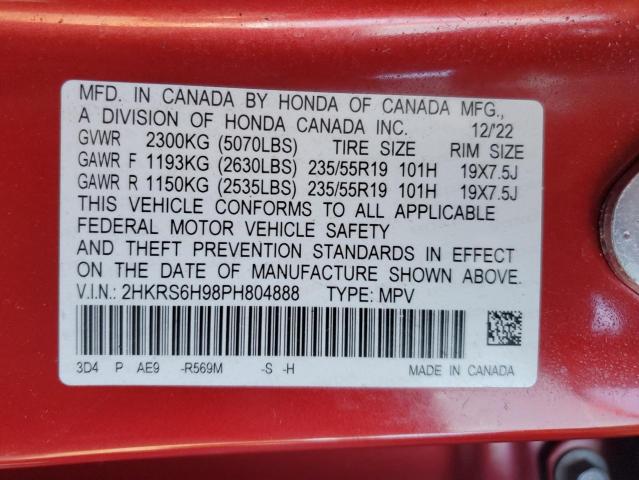 MFD. IN CANADA BY HONDA OF CANADA MFG.,
A DIVISION OF HONDA CANADA INC. 12/'22
GVWR 2300KG (5070LBS) TIRE SIZE RIM SIZE
GAWR F 1193KG (2630LBS) 235/55R19 101H 19X7.5J
GAWR R 1150KG (2535LBS) 235/55R19 101H 19X7.5J
THIS VEHICLE CONFORMS TO ALL APPLICABLE
FEDERAL MOTOR VEHICLE SAFETY
AND THEFT PREVENTION STANDARDS IN EFFECT
ON THE DATE OF MANUFACTURE SHOWN ABOVE.
V.I.N.: 2HKRS6H98PH804888 TYPE: MPV
3D4 P AE9 -R569M -S -H MADE IN CANADA